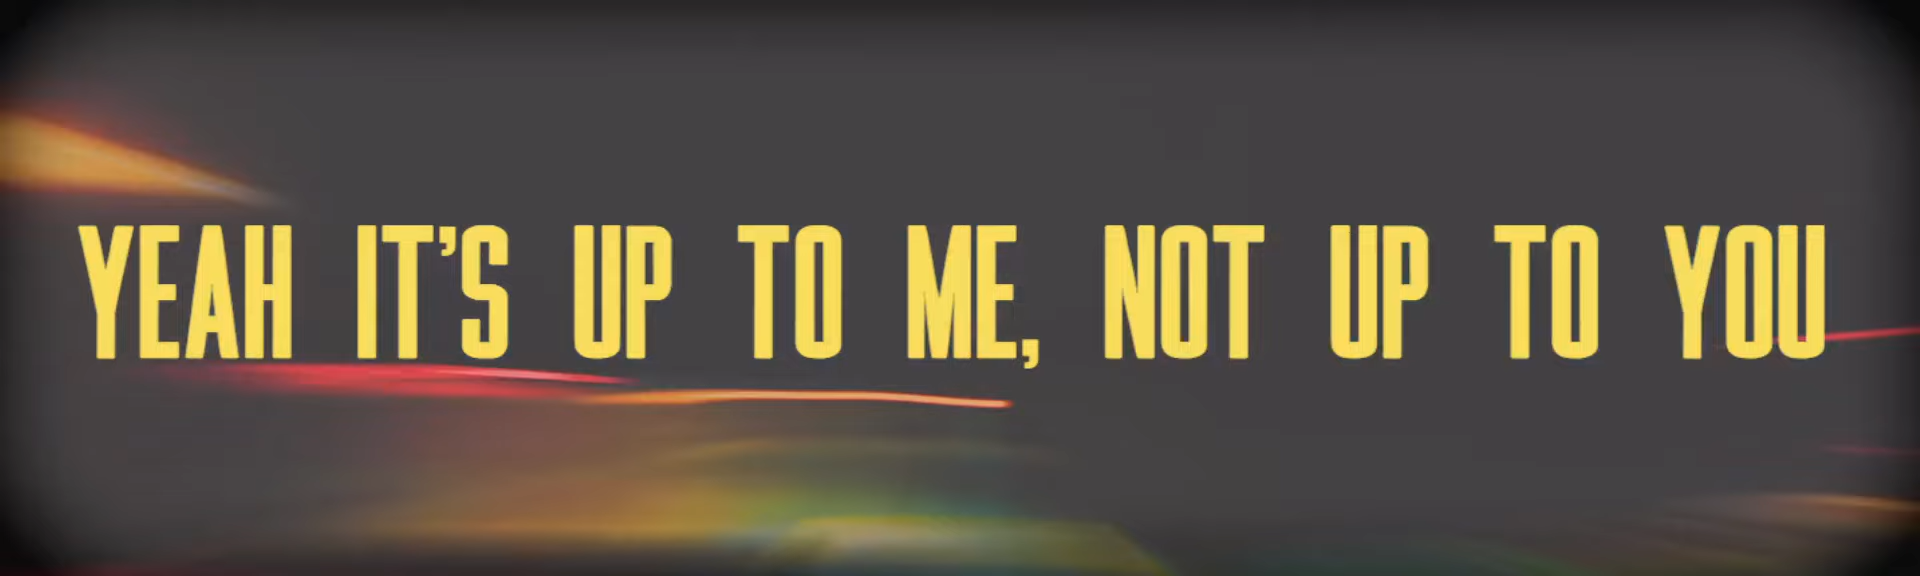 YEAH IT’S UP TO ME, NOT UP TO YOU